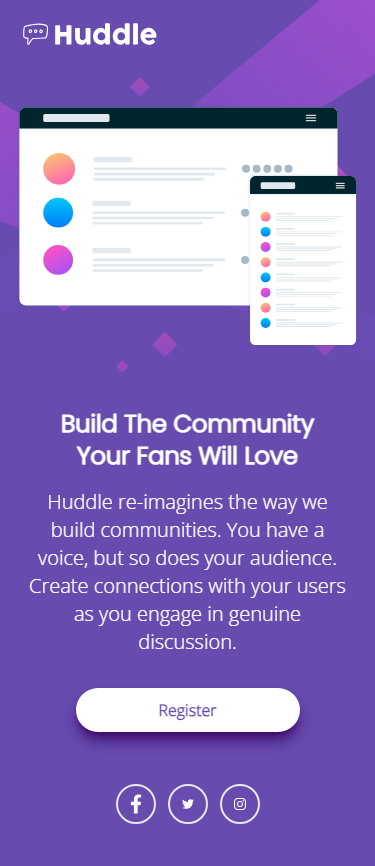 Huddle
Build The Community
Your Fans Will Love
Huddle re-imagines the way we
build communities. You have a
voice, but so does your audience.
Create connections with your users
as you engage in genuine
discussion.
Register